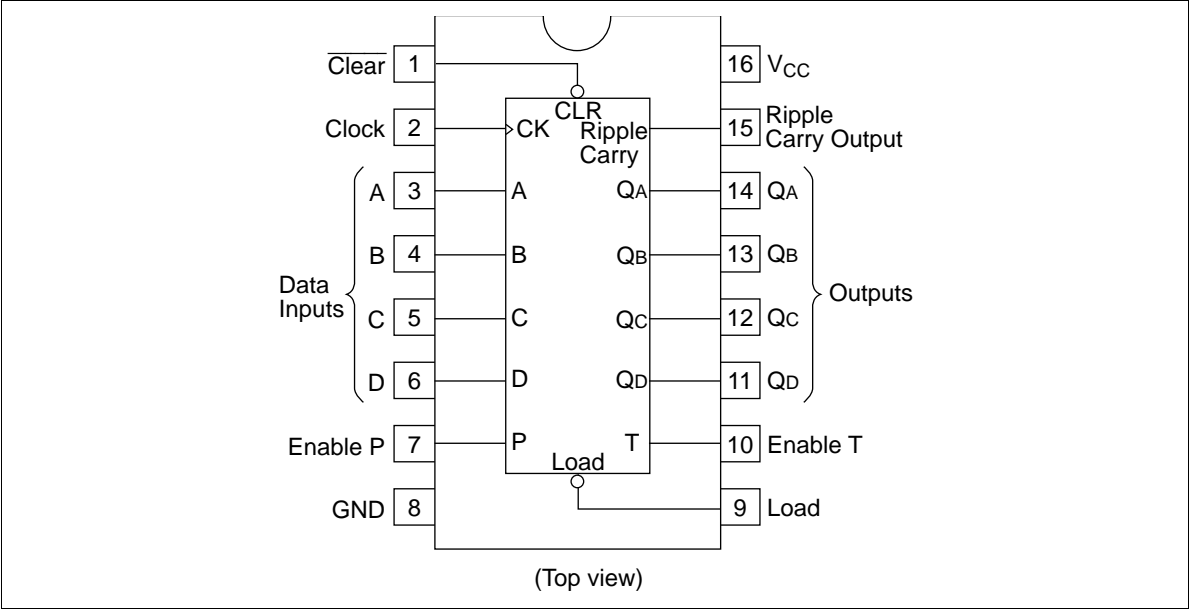 Clear 1 16 VCC
CLR
Clock 2 CK Ripple Carry 15 Ripple Carry Output
A 3 A QA 14 QA
B 4 B QB 13 QB
Data Inputs
Outputs
C 5 C QC 12 QC
D 6 D QD 11 QD
Enable P 7 P T 10 Enable T
Load
GND 8 9 Load
(Top view)